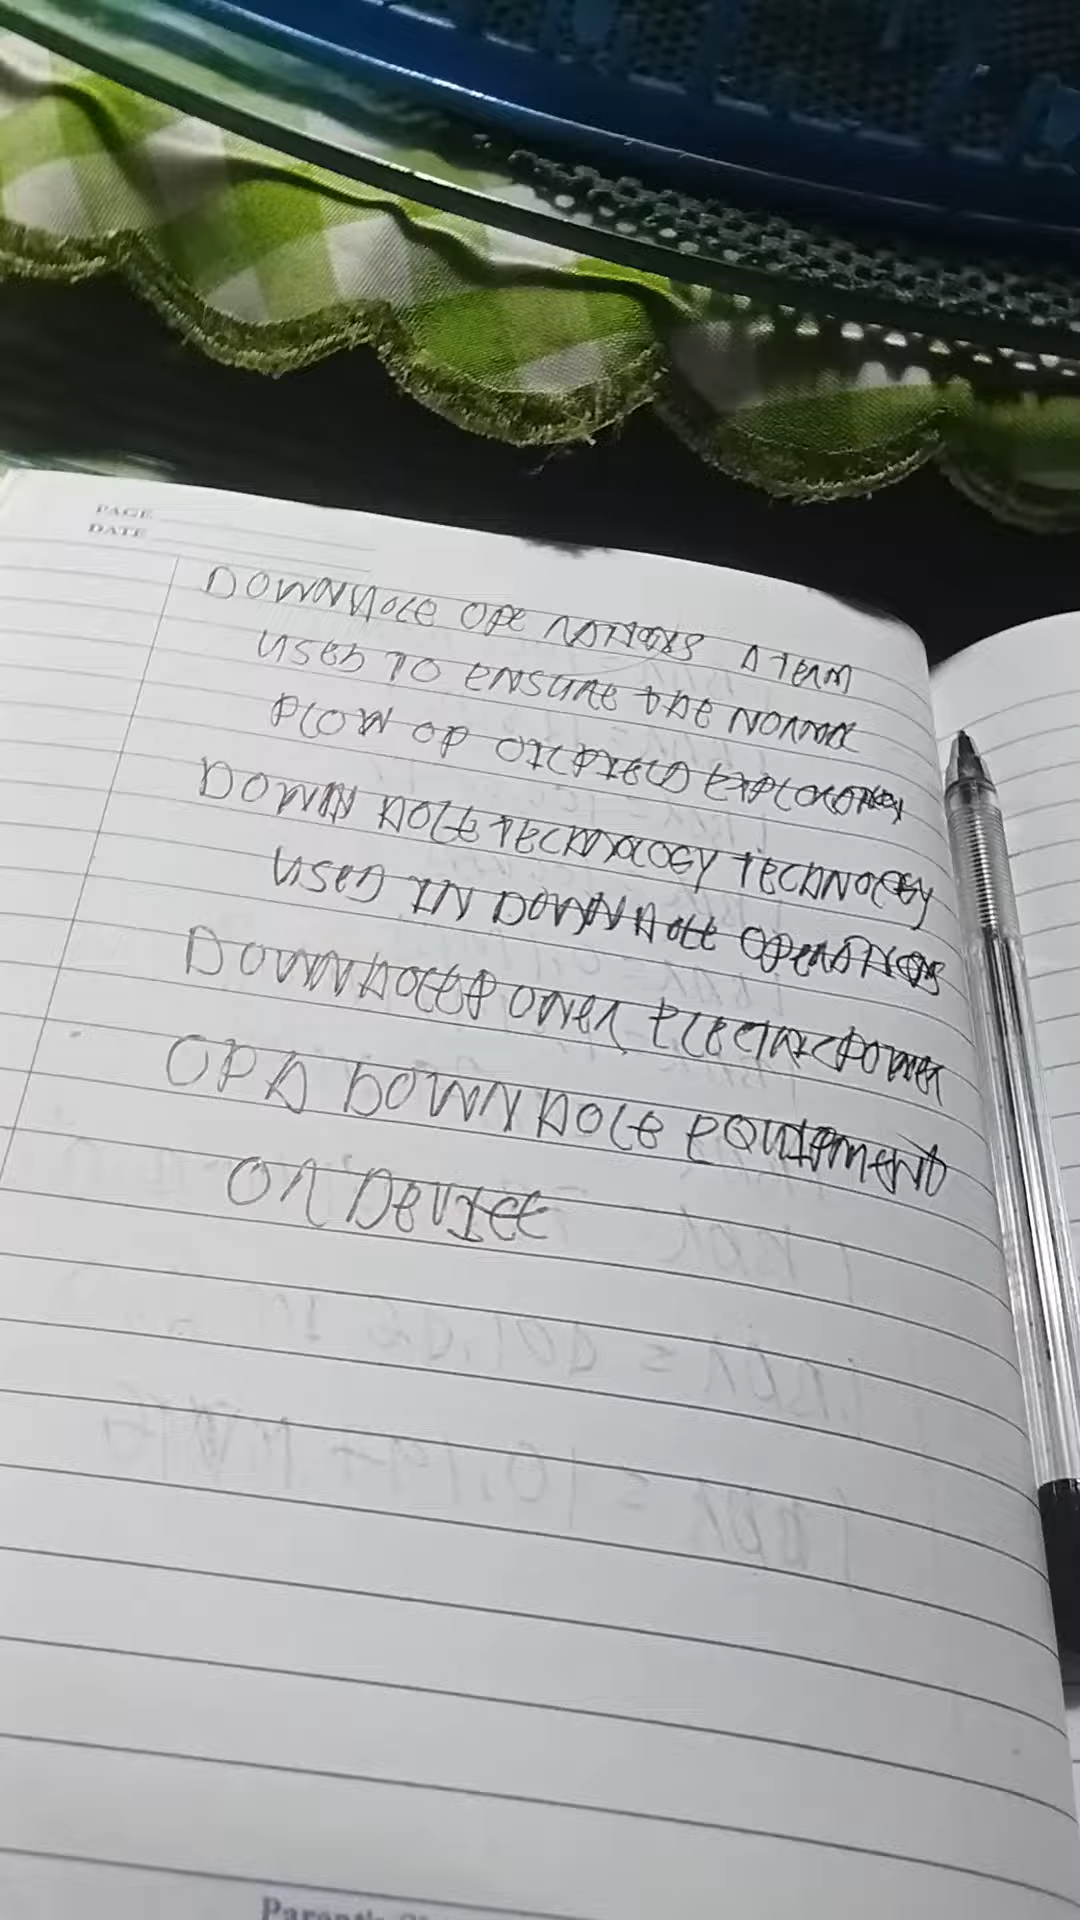 PAGE
DATE
DOWNHOLE OPERATIONS A TERM
USED TO ENSURE THE NORMAL
FLOW OF OILFIELD EXPLORATION
DOWN HOLE TECHNOLOGY TECHNOLOGY
USED IN DOWNHOLE OPERATIONS
DOWNHOLE POWER ELECTRIC POWER
OF A DOWNHOLE EQUIPMENT
OR DEVICE
Parent's